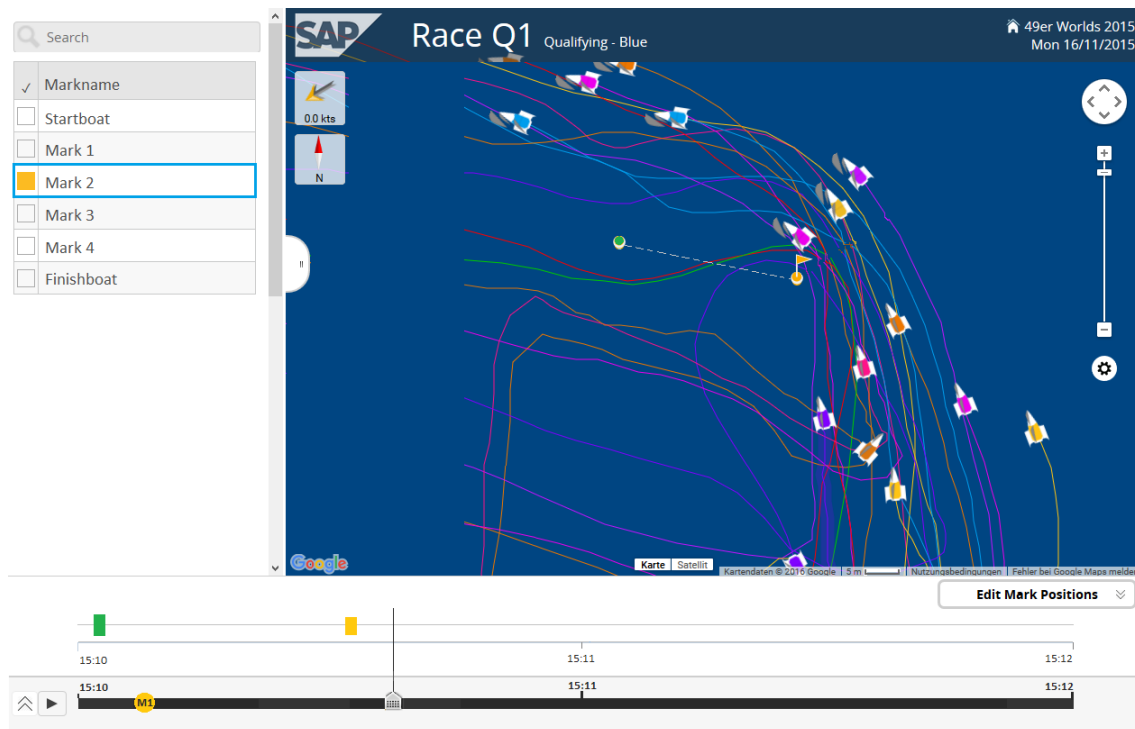 Search
✓ Markname
Startboat
Mark 1
Mark 2
Mark 3
Mark 4
Finishboat
SAP
Race Q1 Qualifying - Blue
49er Worlds 2015
Mon 16/11/2015
0.0 kts
N
Google
Karte Satellit
Kartendaten © 2016 Google 5 m Nutzungsbedingungen Fehler bei Google Maps melden
Edit Mark Positions
15:10 15:11 15:12
15:10 15:11 15:12
M1